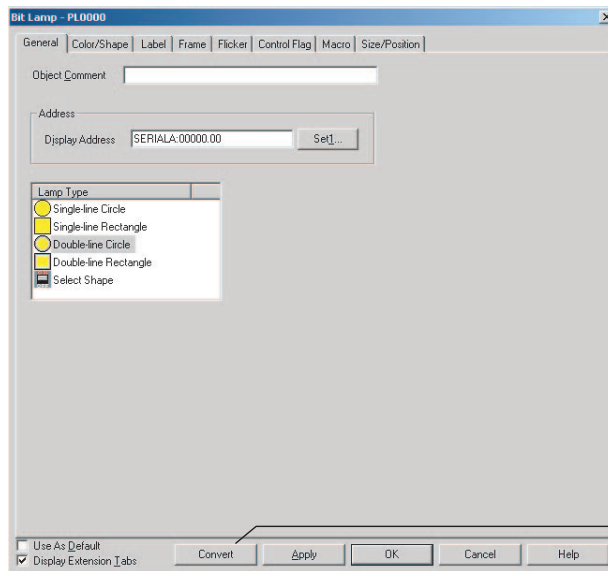 Bit Lamp - PL0000
General Color/Shape Label Frame Flicker Control Flag Macro Size/Position
Object Comment
Address
Display Address SERIALA:00000.00 Set1...
Lamp Type
Single-line Circle
Single-line Rectangle
Double-line Circle
Double-line Rectangle
Select Shape
Use As Default
Display Extension Tabs
Convert Apply OK Cancel Help